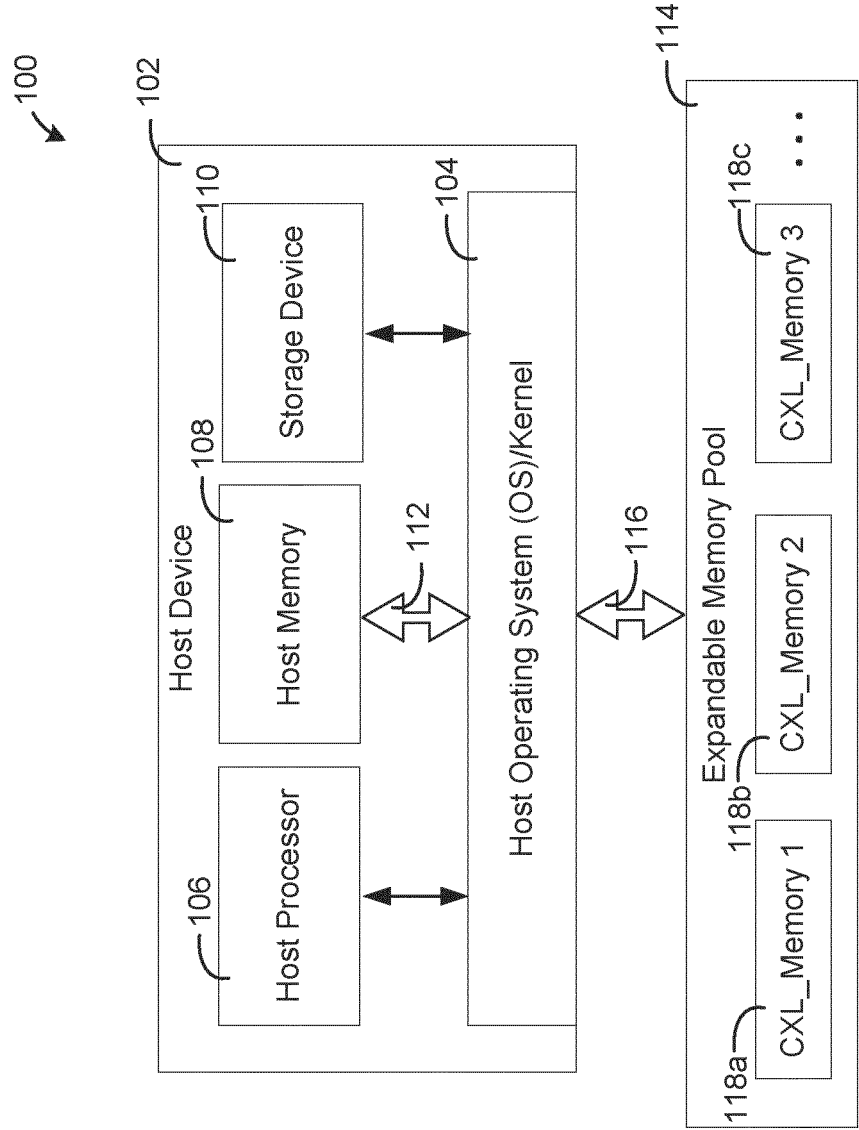 100
102
Host Device
106
Host Processor
108
Host Memory
110
Storage Device
112
104
Host Operating System (OS)/Kernel
116
114
Expandable Memory Pool
118a
CXL_Memory 1
118b
CXL_Memory 2
118c
CXL_Memory 3
...